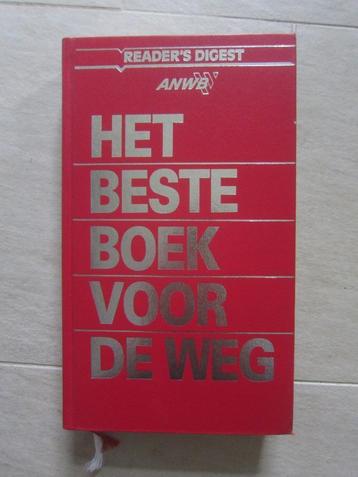 READER'S DIGEST
ANWB
HET
BESTE
BOEK
VOOR
DE WEG